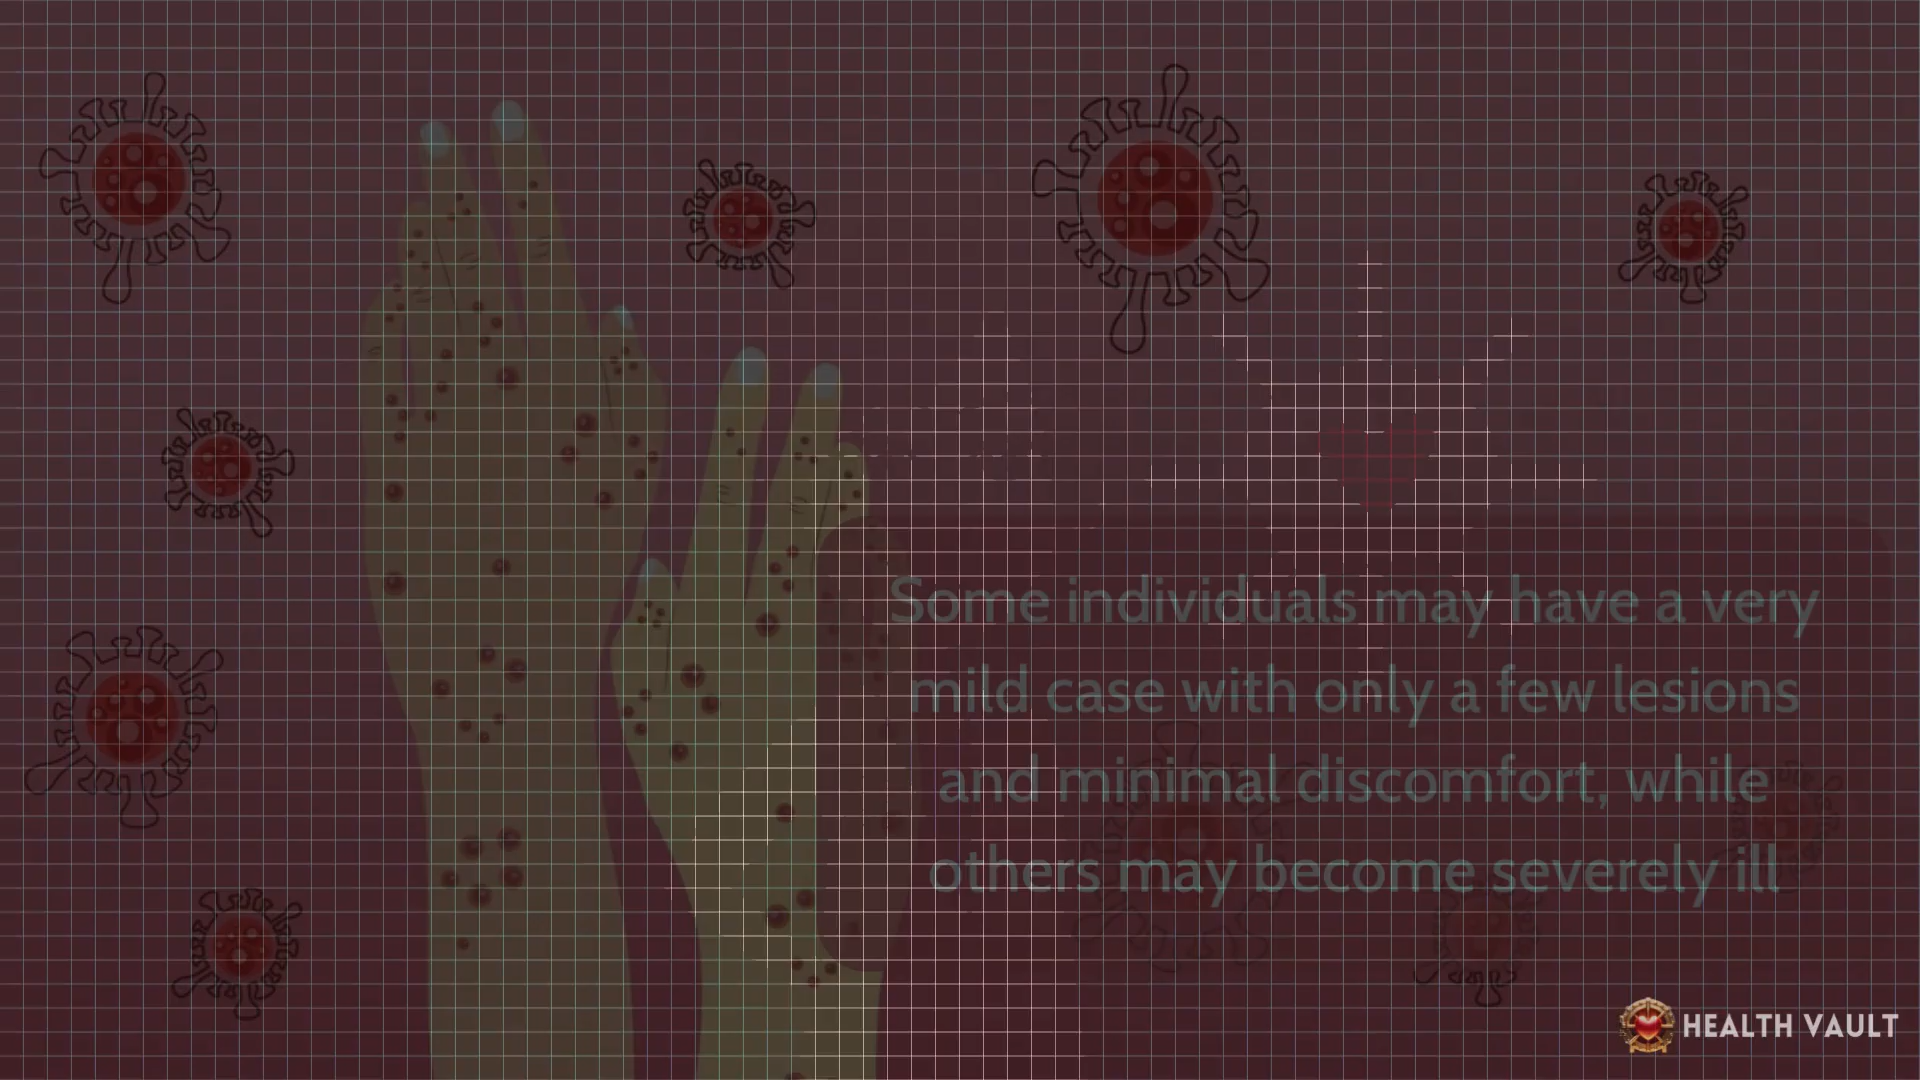 Some individuals may have a very
mild case with only a few lesions
and minimal discomfort, while
others may become severely ill
HEALTH VAULT